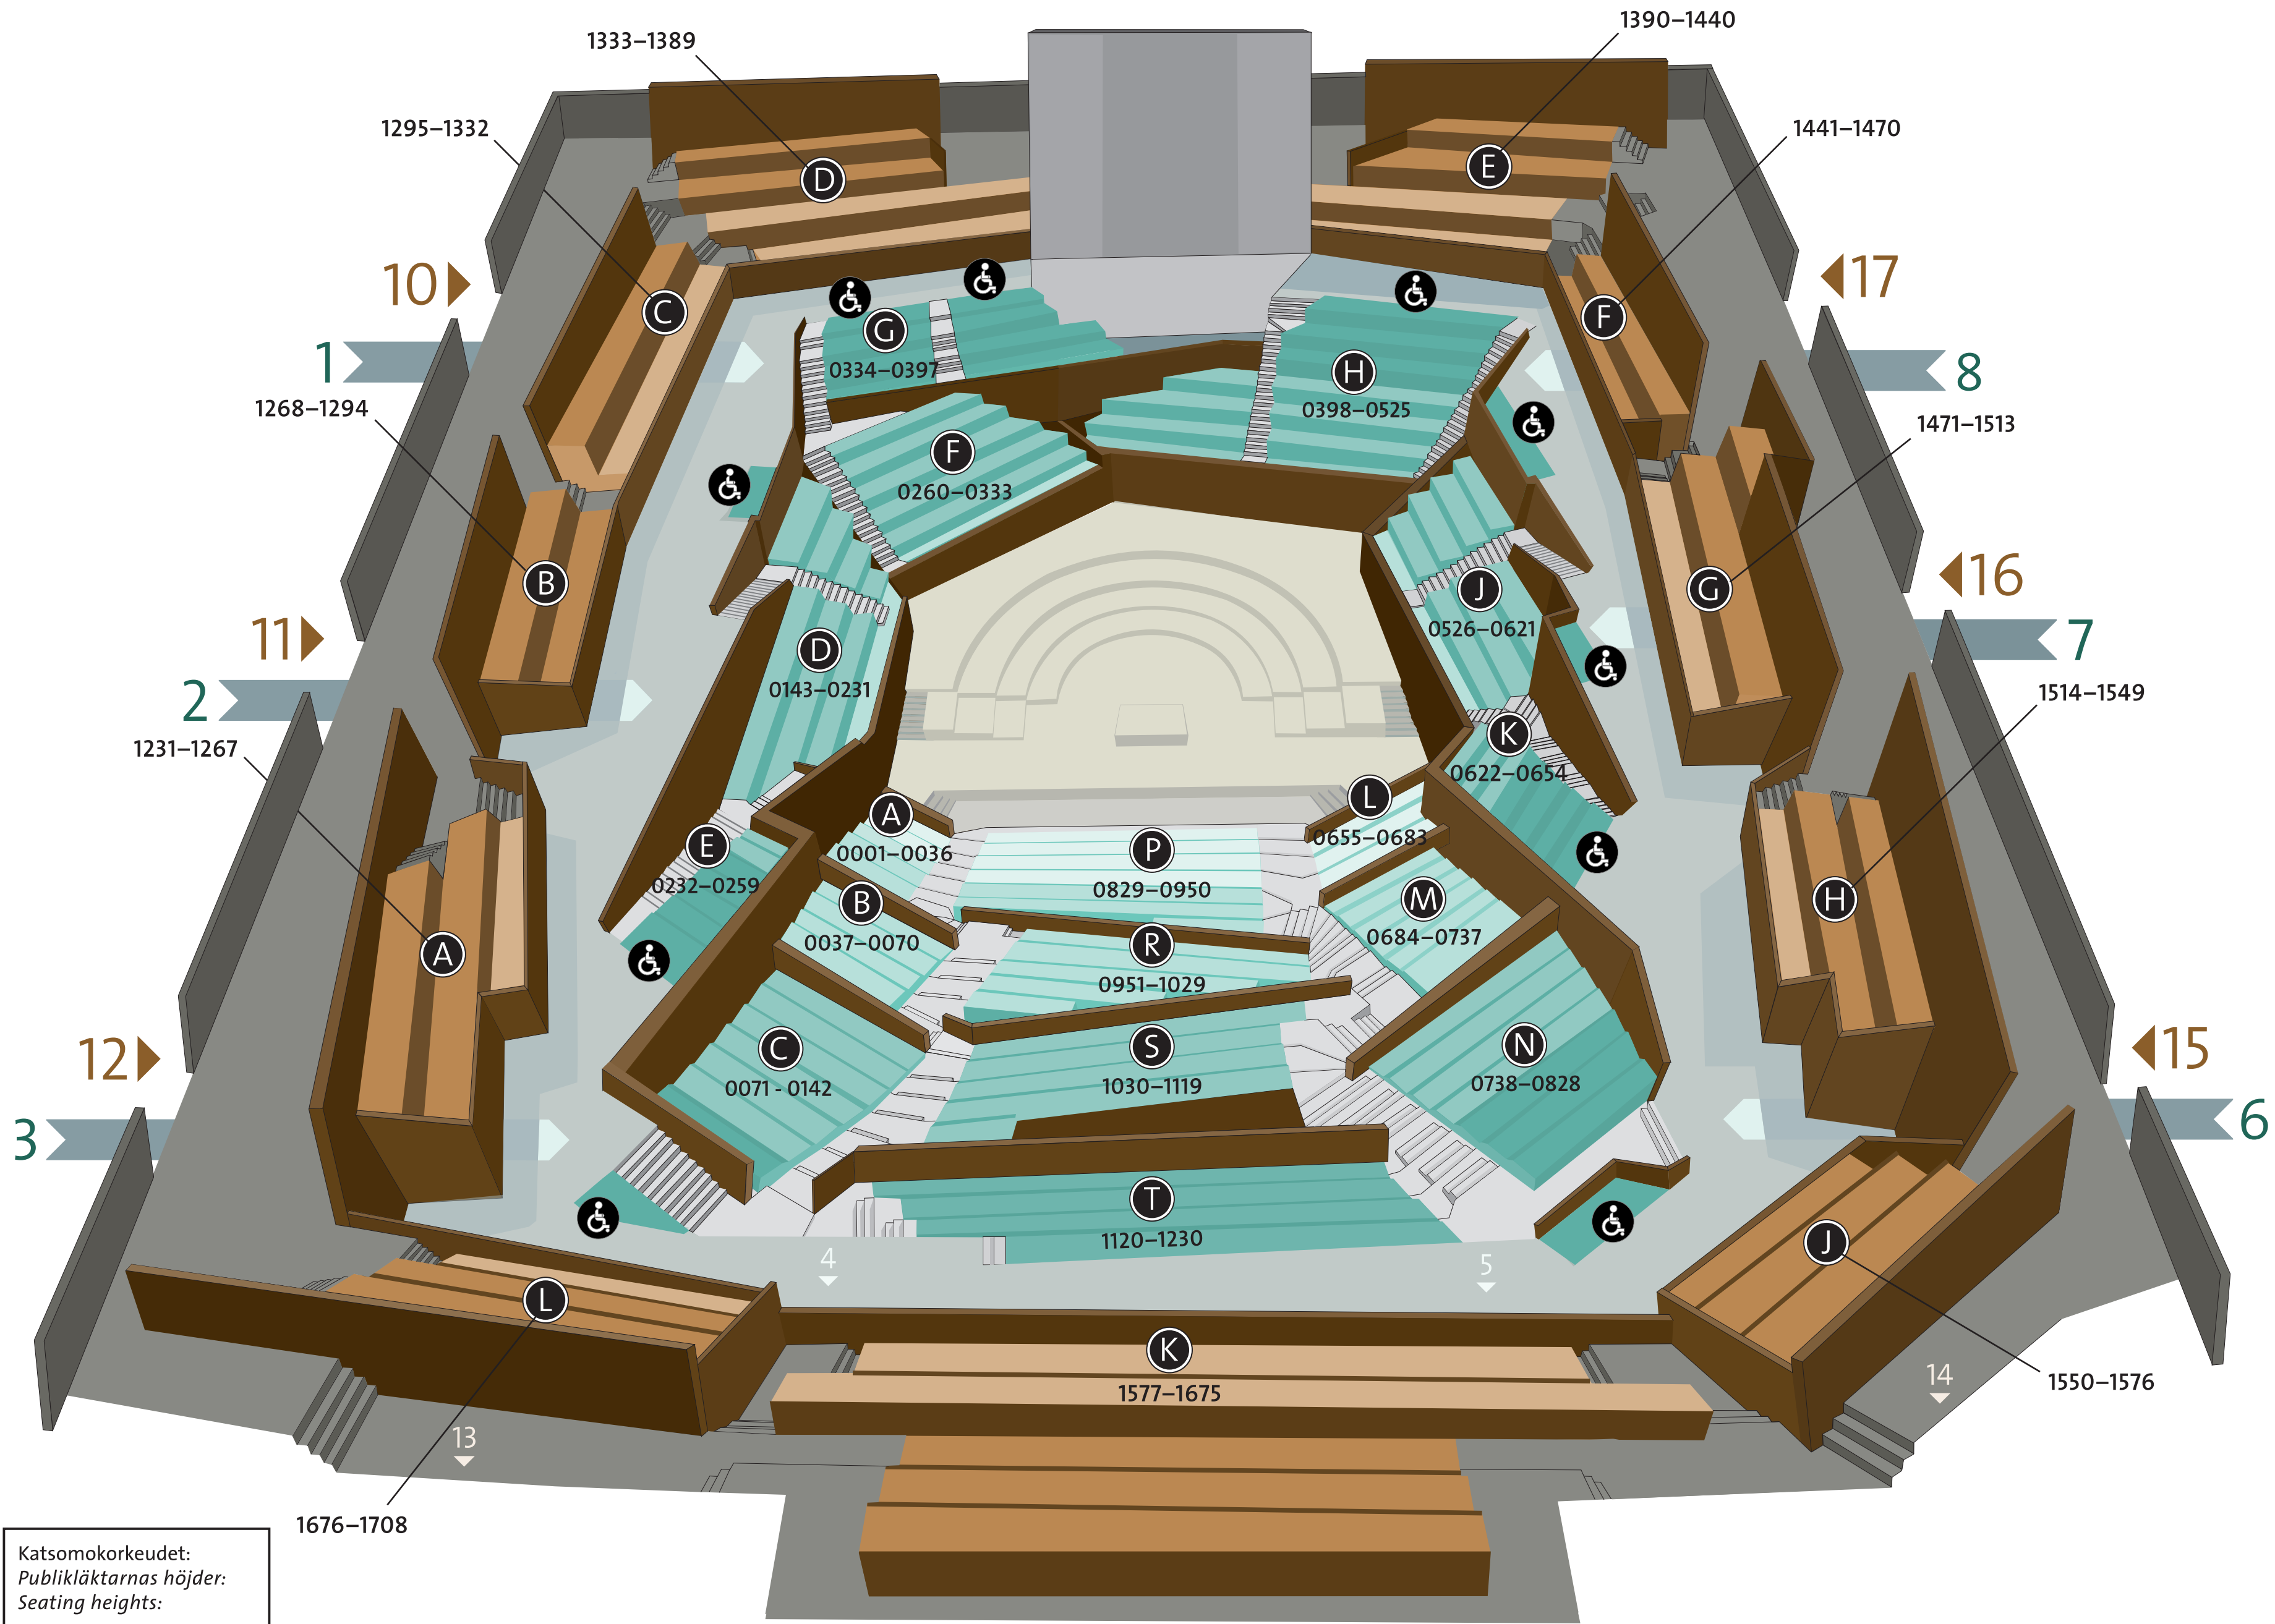 1390–1440
1333–1389
1295–1332
1441–1470
D
E
10
17
C
F
G
0334–0397
H
0398–0525
1
8
1268–1294
1471–1513
F
0260–0333
B
J
0526–0621
G
16
11
7
D
0143–0231
2
1514–1549
1231–1267
K
0622–0654
L
0655–0683
A
0001–0036
E
0232–0259
P
0829–0950
B
0037–0070
M
0684–0737
H
A
R
0951–1029
12
15
C
0071 - 0142
S
1030–1119
N
0738–0828
3
6
T
1120–1230
J
4
5
L
K
1577–1675
14
1550–1576
13
1676–1708
Katsomokorkeudet:
Publikläktarnas höjder:
Seating heights: